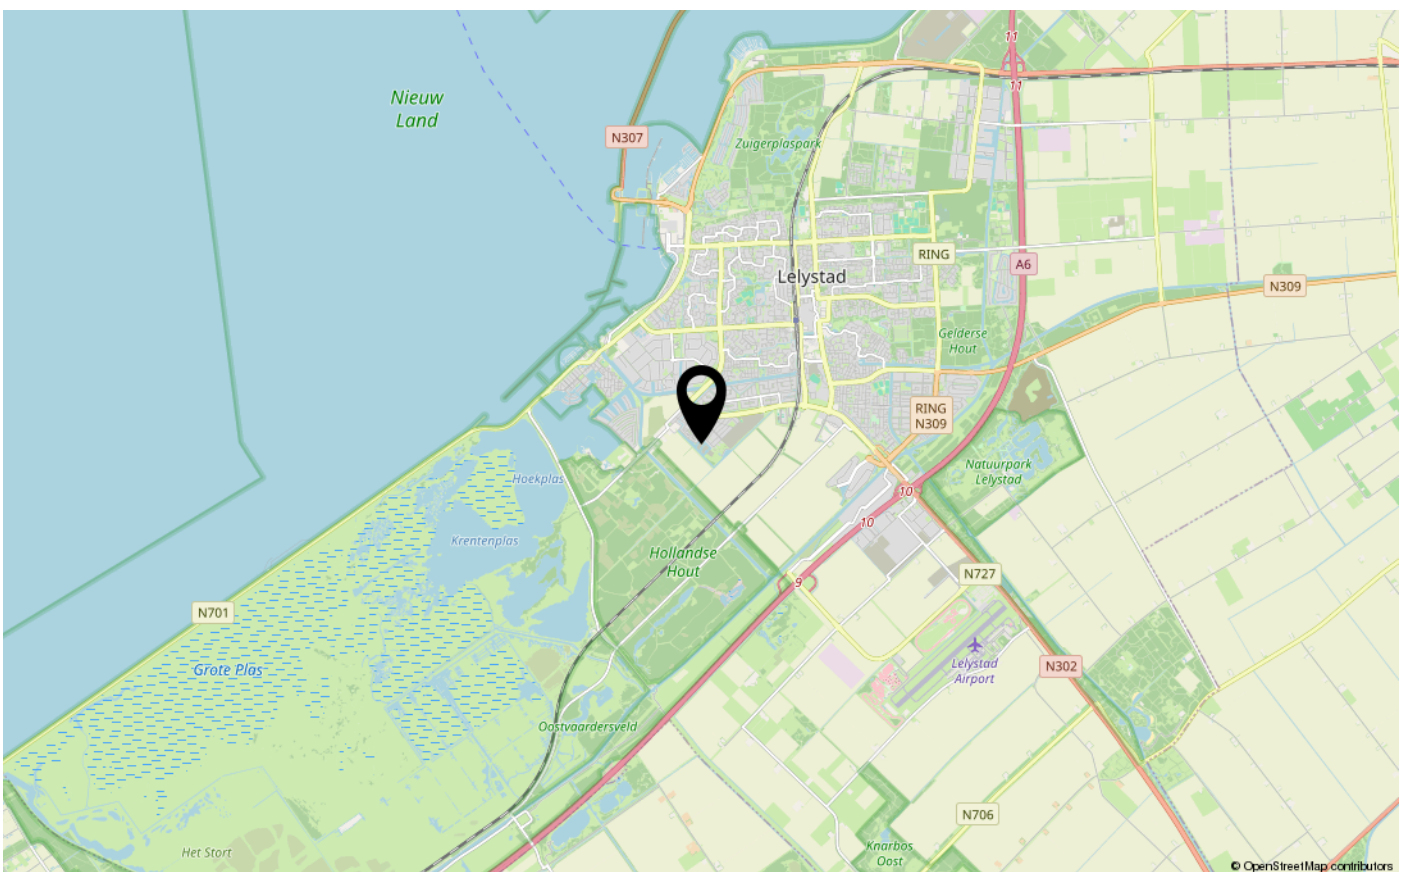 11
Nieuw
Land
11
N307
Zuigerplaspark
RING
A6
Lelystad
N309
Gelderse
Hout
RING
N309
Natuurpark
Lelystad
Hoekplas
10
10
Krentenplas
Hollandse
Hout
N727
9
N701
Lelystad
Airport
N302
Grote Plas
Oostvaardersveld
N706
Het Stort
Knarbos
Oost
© OpenStreetMap contributors